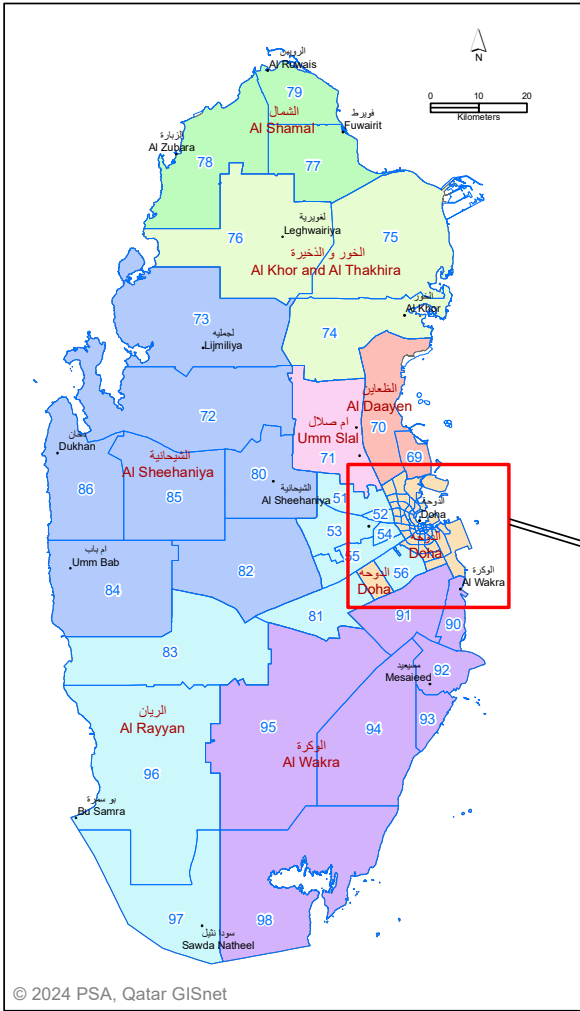 الرويس
Al Ruwais
N
79
0 10 20
Kilometers
الشمال
Al Shamal
فويرط
Fuwairit
الزبارة
Al Zubara
78
77
76
لغويرية
Leghwairiya
75
الخور و الذخيرة
Al Khor and Al Thakhira
الخور
Al Khor
73
لجمليه
Lijmiliya
74
72
الظعاين
Al Daayen
ام صلال
Umm Slal
70
71
69
دخان
Dukhan
الشيحانية
Al Sheehaniya
86
85
80
الشيحانية
Al Sheehaniya
51
52
53
54
55
56
الدوحة
Doha
الدوحة
Doha
الدوحه
Doha
ام باب
Umm Bab
84
82
81
الوكرة
Al Wakra
91
90
83
مسيعيد
Mesaieed
92
93
الريان
Al Rayyan
95
94
الوكرة
Al Wakra
96
بو سمرة
Bu Samra
97
سودا نثيل
Sawda Natheel
98
© 2024 PSA, Qatar GISnet